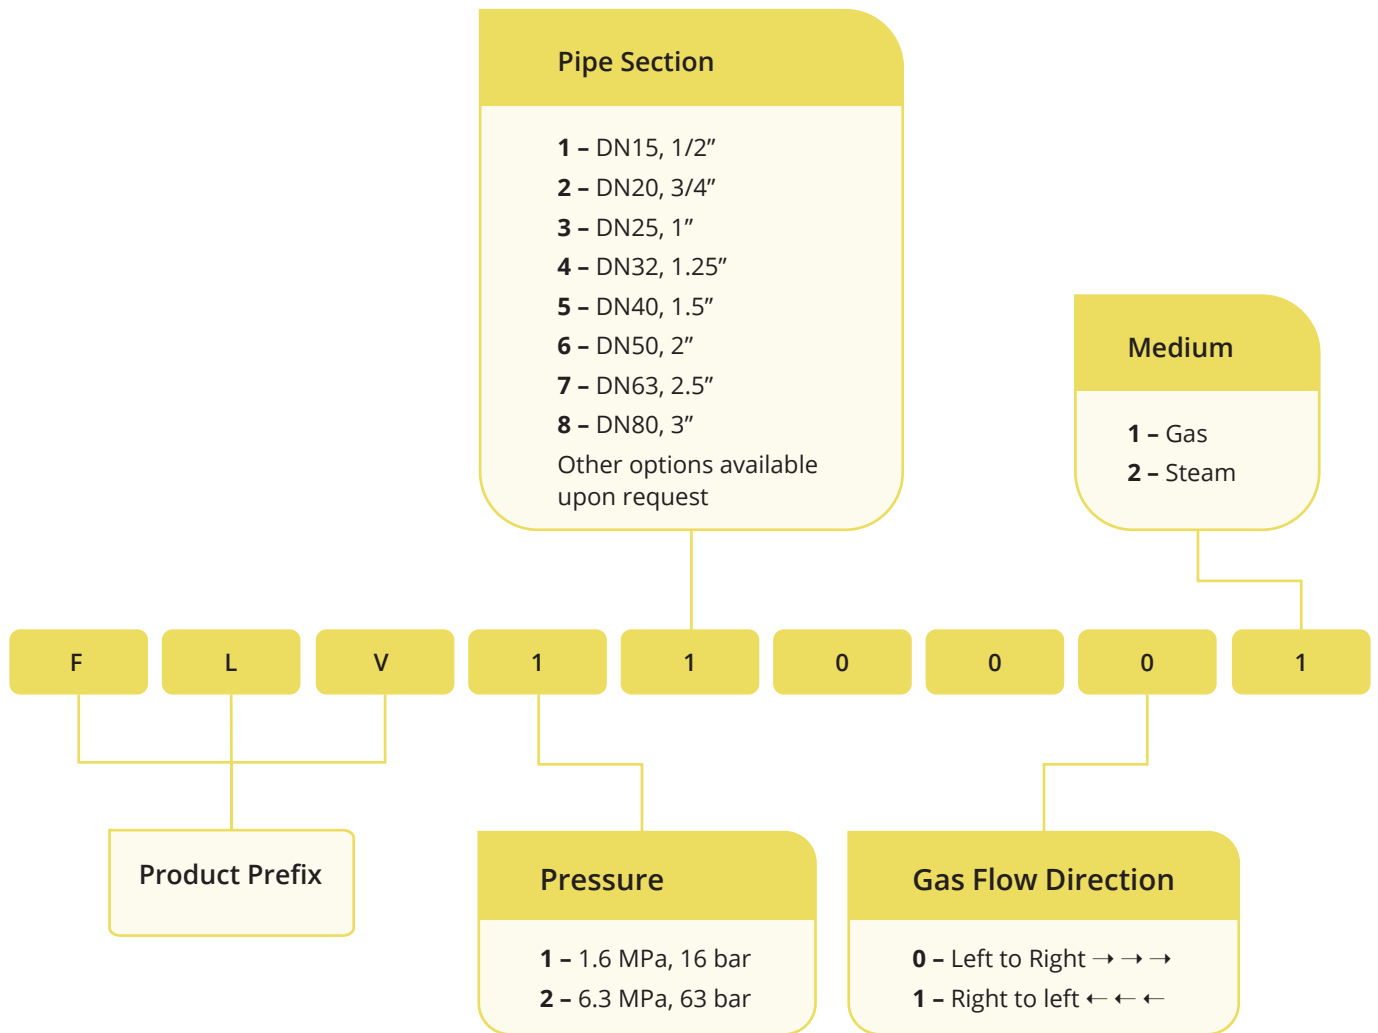 Pipe Section
1 – DN15, 1/2”
2 – DN20, 3/4”
3 – DN25, 1”
4 – DN32, 1.25”
5 – DN40, 1.5”
6 – DN50, 2”
7 – DN63, 2.5”
8 – DN80, 3”
Other options available
upon request
Medium
1 – Gas
2 – Steam
F L V 1 1 0 0 0 1
Product Prefix
Pressure
1 – 1.6 MPa, 16 bar
2 – 6.3 MPa, 63 bar
Gas Flow Direction
0 – Left to Right → → →
1 – Right to left ← ← ←